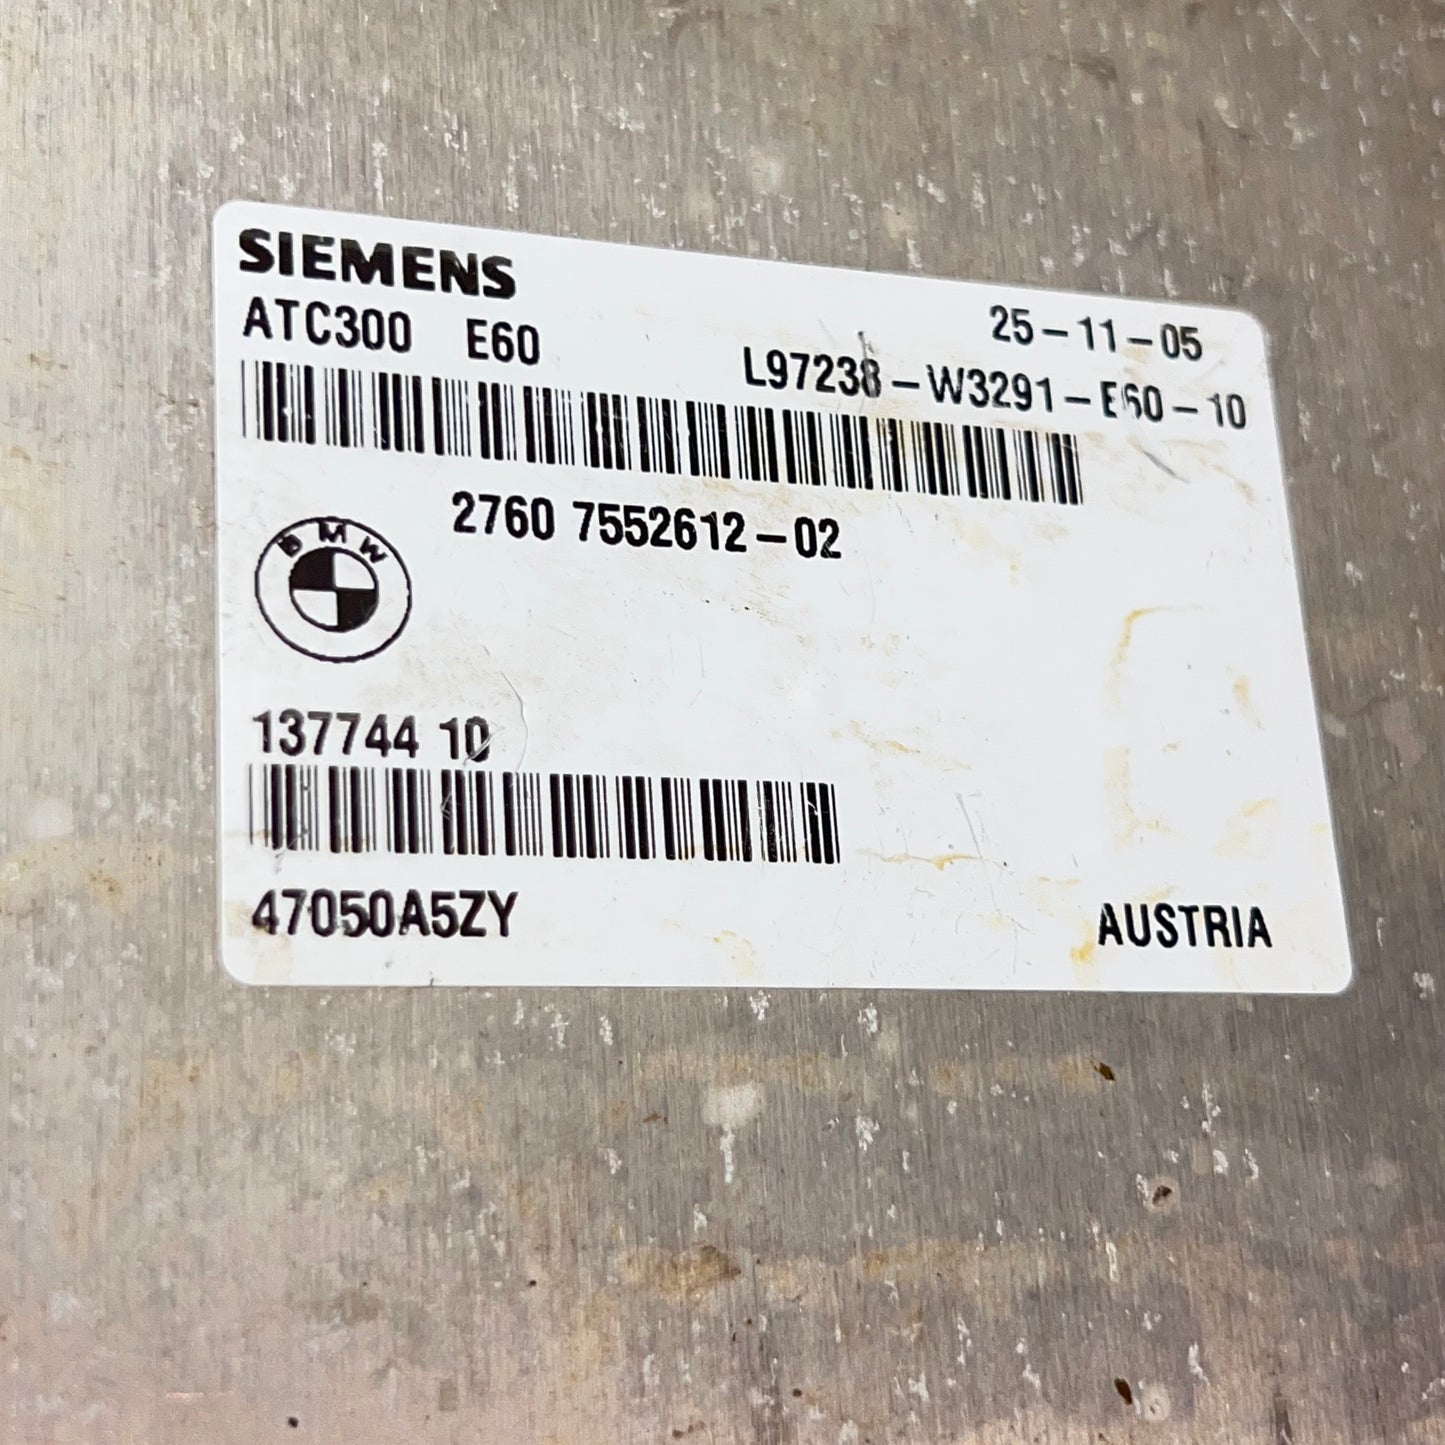 SIEMENS
25-11-05
ATC300 E60
L97238-W3291-E60-10
2760 7552612-02
BMW
137744 10
47050A5ZY
AUSTRIA